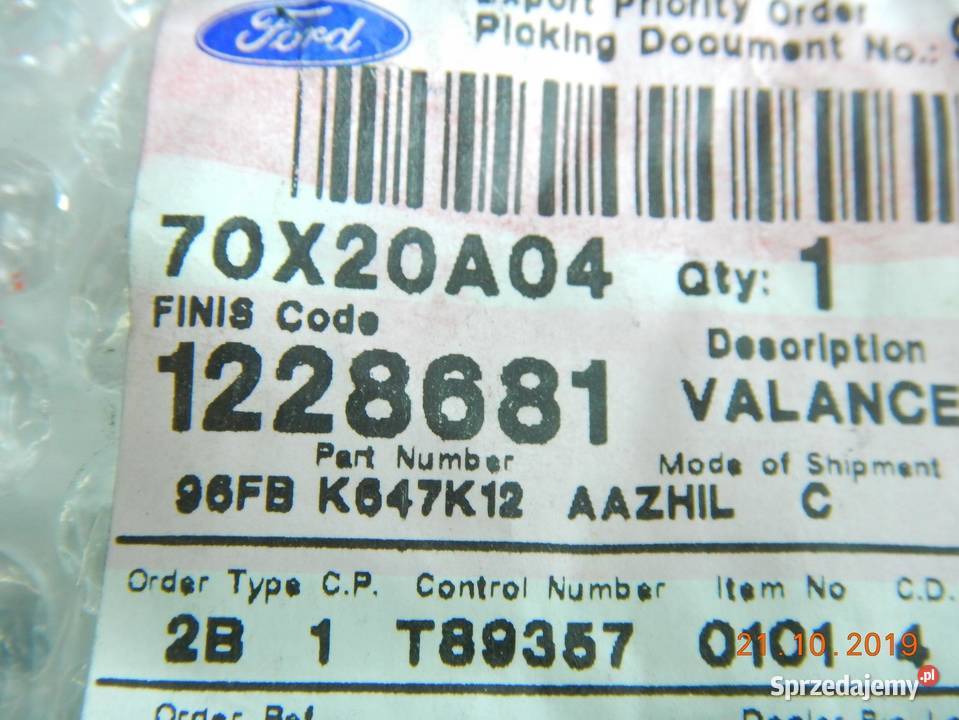 Ford
Export Priority Order
Picking Document No.:
70X20A04 Qty: 1
FINIS Code
1228681
Description
VALANCE
Part Number
Mode of Shipment
96FB K647K12 AAZHIL C
Order Type C.P. Control Number Item No C.D.
2B 1 T89357 0101 4
21.10.2019
Sprzedajemy.pl
Order Ref